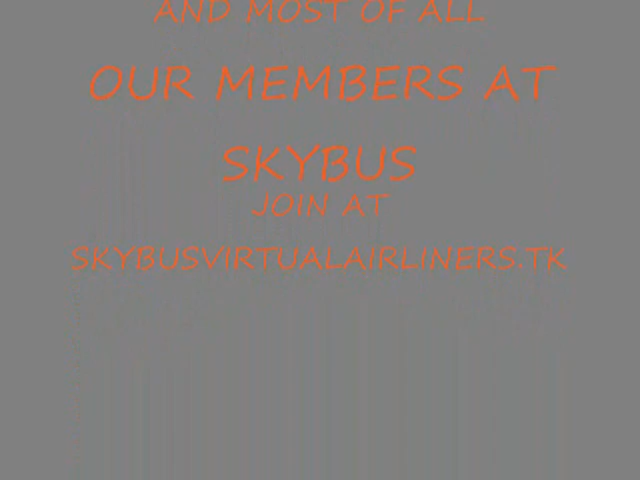 AND MOST OF ALL
OUR MEMBERS AT
SKYBUS
JOIN AT
SKYBUSVIRTUALAIRLINERS.TK